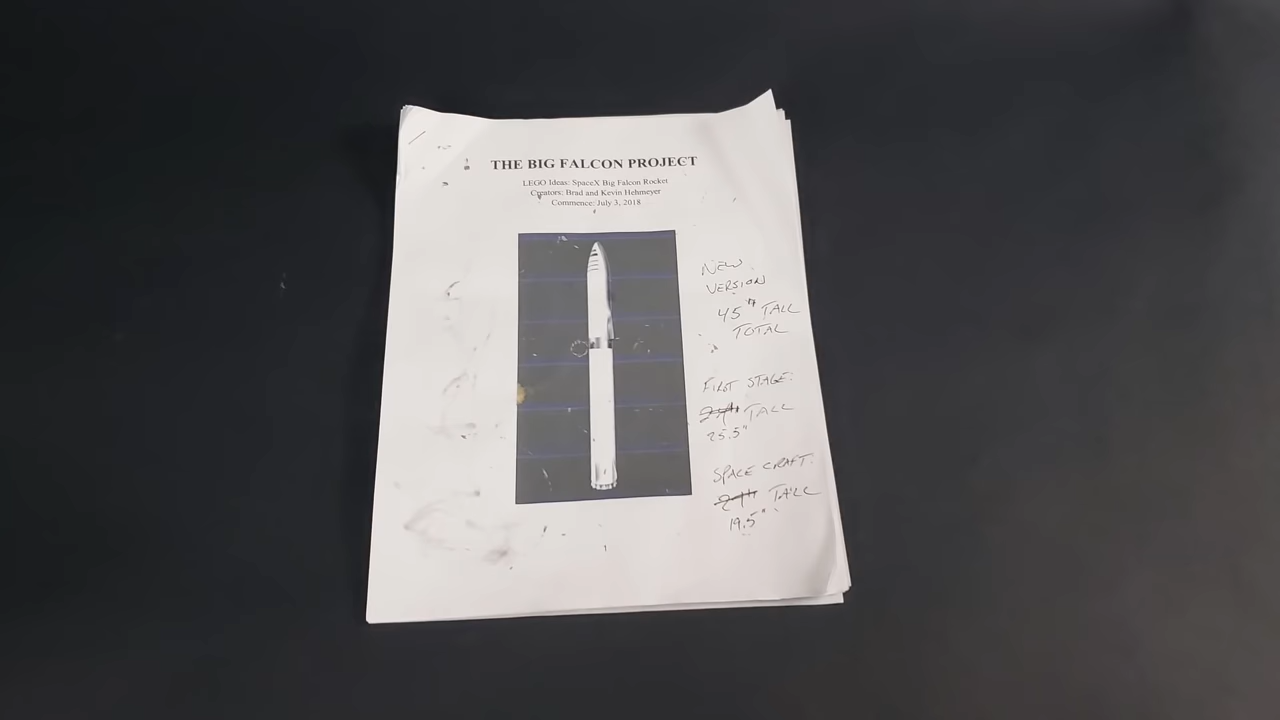 THE BIG FALCON PROJECT
LEGO Ideas: SpaceX Big Falcon Rocket
Creators: Brad and Kevin Hehmeyer
Commence: July 3, 2018
NEW
VERSION
45" TALL
TOTAL
FIRST STAGE:
TALL
25.5"
SPACE CRAFT:
TALL
19.5"